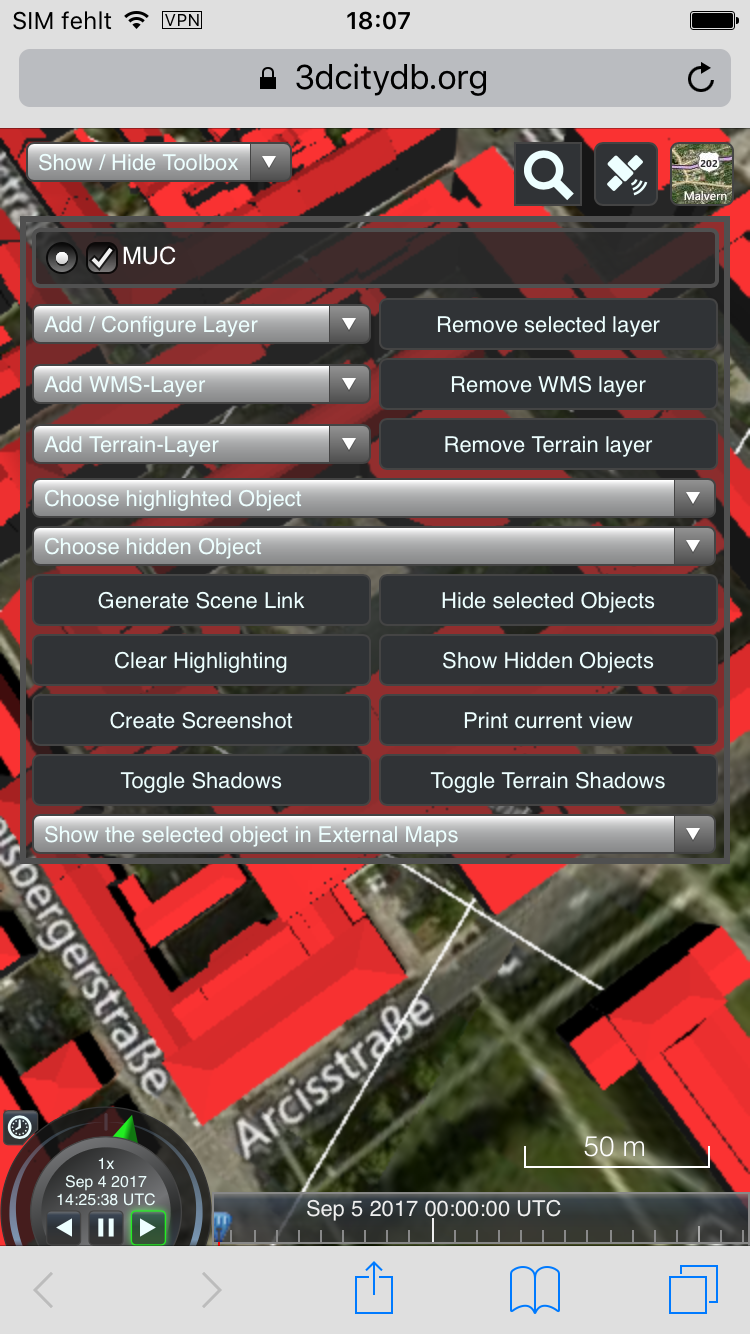 SIM fehlt VPN 18:07
3dcitydb.org
Show / Hide Toolbox
202
Malvern
MUC
Add / Configure Layer Remove selected layer
Add WMS-Layer Remove WMS layer
Add Terrain-Layer Remove Terrain layer
Choose highlighted Object
Choose hidden Object
Generate Scene Link Hide selected Objects
Clear Highlighting Show Hidden Objects
Create Screenshot Print current view
Toggle Shadows Toggle Terrain Shadows
Show the selected object in External Maps
Arcisstraße
50 m
1x
Sep 4 2017
14:25:38 UTC
Sep 5 2017 00:00:00 UTC